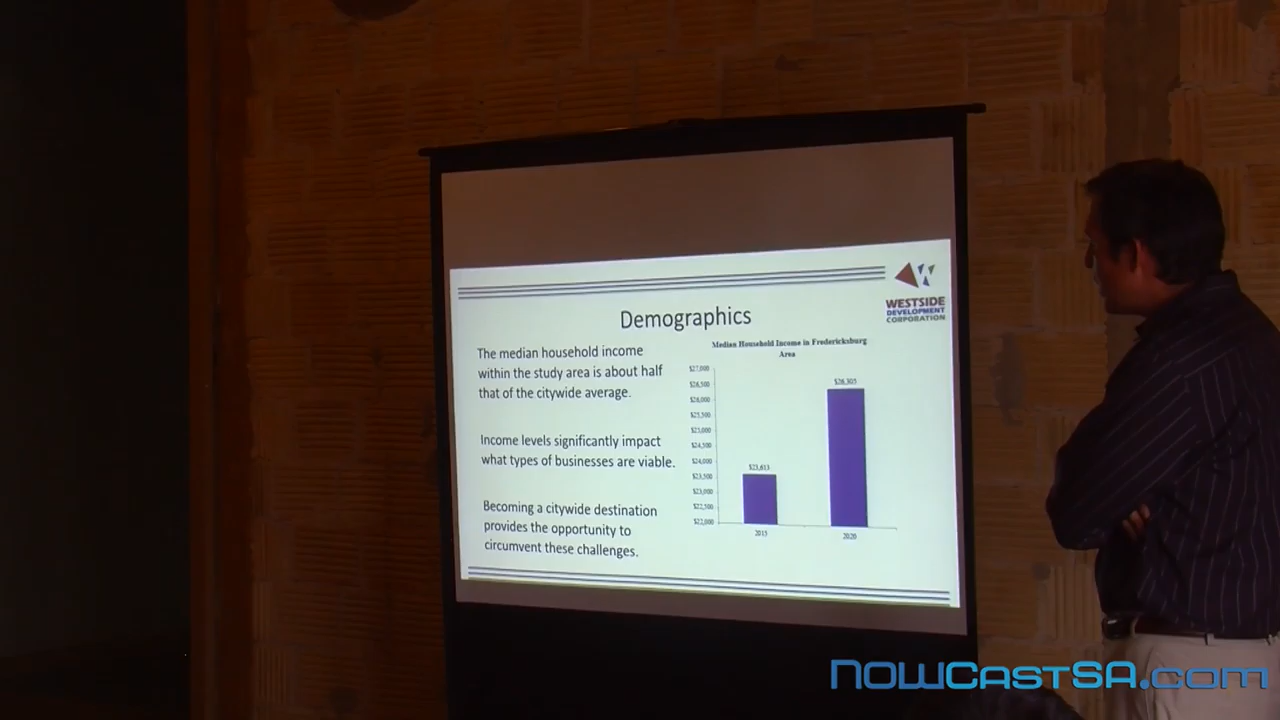 WESTSIDE
DEVELOPMENT
CORPORATION
Demographics
The median household income
within the study area is about half
that of the citywide average.
Income levels significantly impact
what types of businesses are viable.
Becoming a citywide destination
provides the opportunity to
circumvent these challenges.
Median Household Income in Fredericksburg
Area
$27,000
$26,500
$26,000
$25,500
$25,000
$24,500
$24,000
$23,500
$23,000
$22,500
$22,000
$23,613
$26,305
2015
2020
NOWCastSA.com